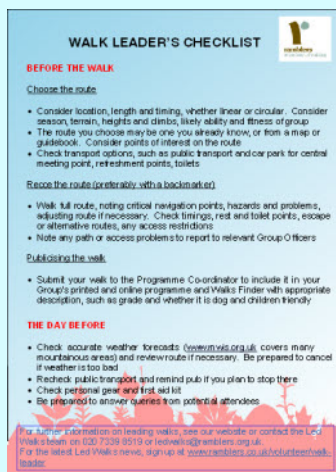 ramblers
WALK LEADER'S CHECKLIST
BEFORE THE WALK
Choose the route
• Consider location, length and timing, whether linear or circular. Consider
season, terrain, heights and climbs, likely ability and fitness of group
• The route you choose may be one you already know, or from a map or
guidebook. Consider points of interest on the route
• Check transport options, such as public transport and car park for central
meeting point, refreshment points, toilets
Recce the route (preferably with a backmarker)
• Walk full route, noting critical navigation points, hazards and problems,
adjusting route if necessary. Check timings, rest and toilet points, escape
or alternative routes, any access restrictions
• Note any path or access problems to report to relevant Group Officers
Publicising the walk
• Submit your walk to the Programme Co-ordinator to include it in your
Group's printed and online programme and Walks Finder with appropriate
description, such as grade and whether it is dog and children friendly
THE DAY BEFORE
• Check accurate weather forecasts (www.mwis.org.uk covers many
mountainous areas) and review route if necessary. Be prepared to cancel
if weather is too bad
• Recheck public transport and remind pub if you plan to stop there
• Check personal gear and first aid kit
• Be prepared to answer queries from potential attendees
For further information on leading walks, see our website or contact the Led
Walks team on 020 7339 8519 or ledwalks@ramblers.org.uk.
For the latest Led Walks news, sign up at www.ramblers.co.uk/volunteer/walk
leader